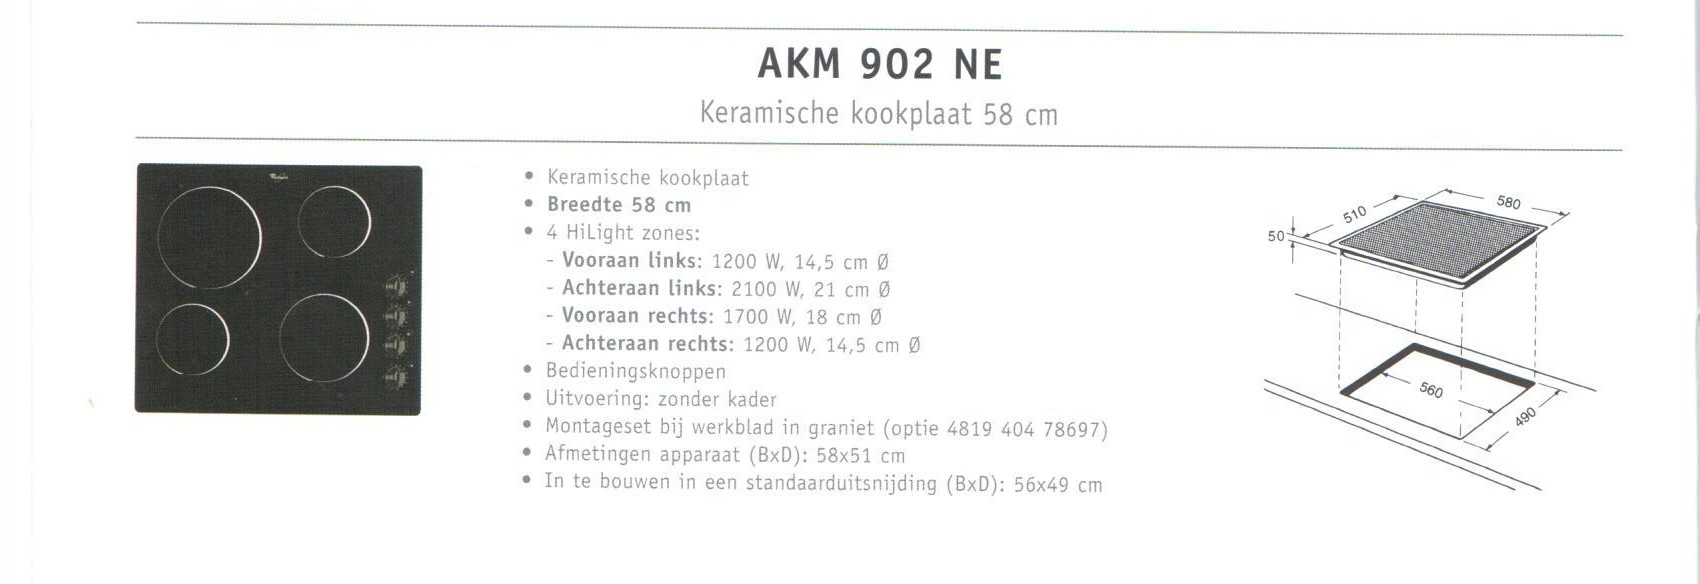 AKM 902 NE
Keramische kookplaat 58 cm
Whirlpool
• Keramische kookplaat
• Breedte 58 cm
• 4 HiLight zones:
- Vooraan links: 1200 W, 14,5 cm Ø
- Achteraan links: 2100 W, 21 cm Ø
- Vooraan rechts: 1700 W, 18 cm Ø
- Achteraan rechts: 1200 W, 14,5 cm Ø
• Bedieningsknoppen
• Uitvoering: zonder kader
• Montageset bij werkblad in graniet (optie 4819 404 78697)
• Afmetingen apparaat (BxD): 58x51 cm
• In te bouwen in een standaarduitsnijding (BxD): 56x49 cm
580
510
50
560
490